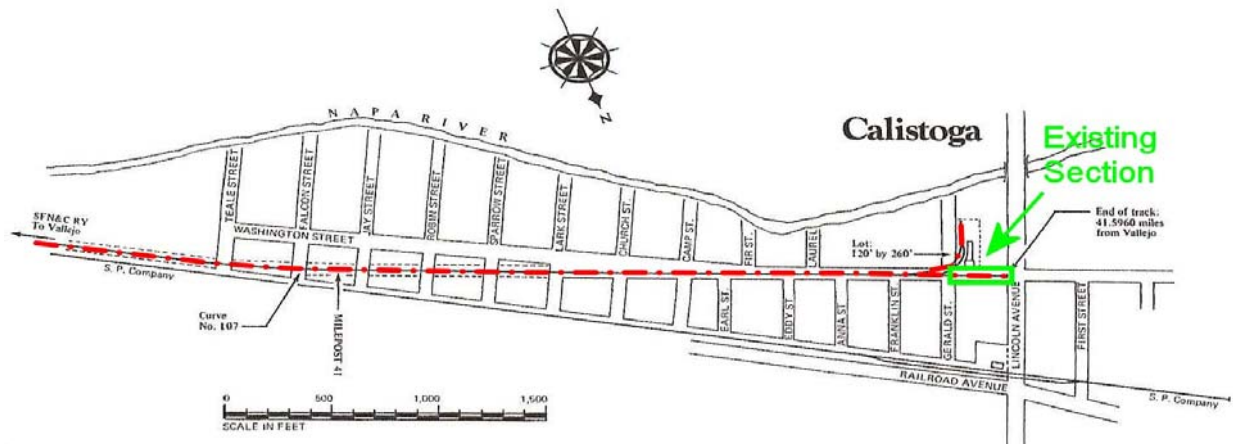 N
NAPA RIVER
Calistoga
Existing
Section
SFN&C RY
To Vallejo
TEALE STREET
FALCON STREET
JAY STREET
ROBIN STREET
SPARROW STREET
LARK STREET
CHURCH ST.
CAMP ST.
FIR ST.
LAUREL
WASHINGTON STREET
Lot:
120' by 260'
End of track:
41.5960 miles
from Vallejo
S. P. Company
Curve
No. 107
MILEPOST 41
EARL ST.
EDDY ST
ANNA ST
FRANKLIN ST.
GERALD ST.
LINCOLN AVENUE
FIRST STREET
RAILROAD AVENUE
S. P. Company
0 500 1,000 1,500
SCALE IN FEET